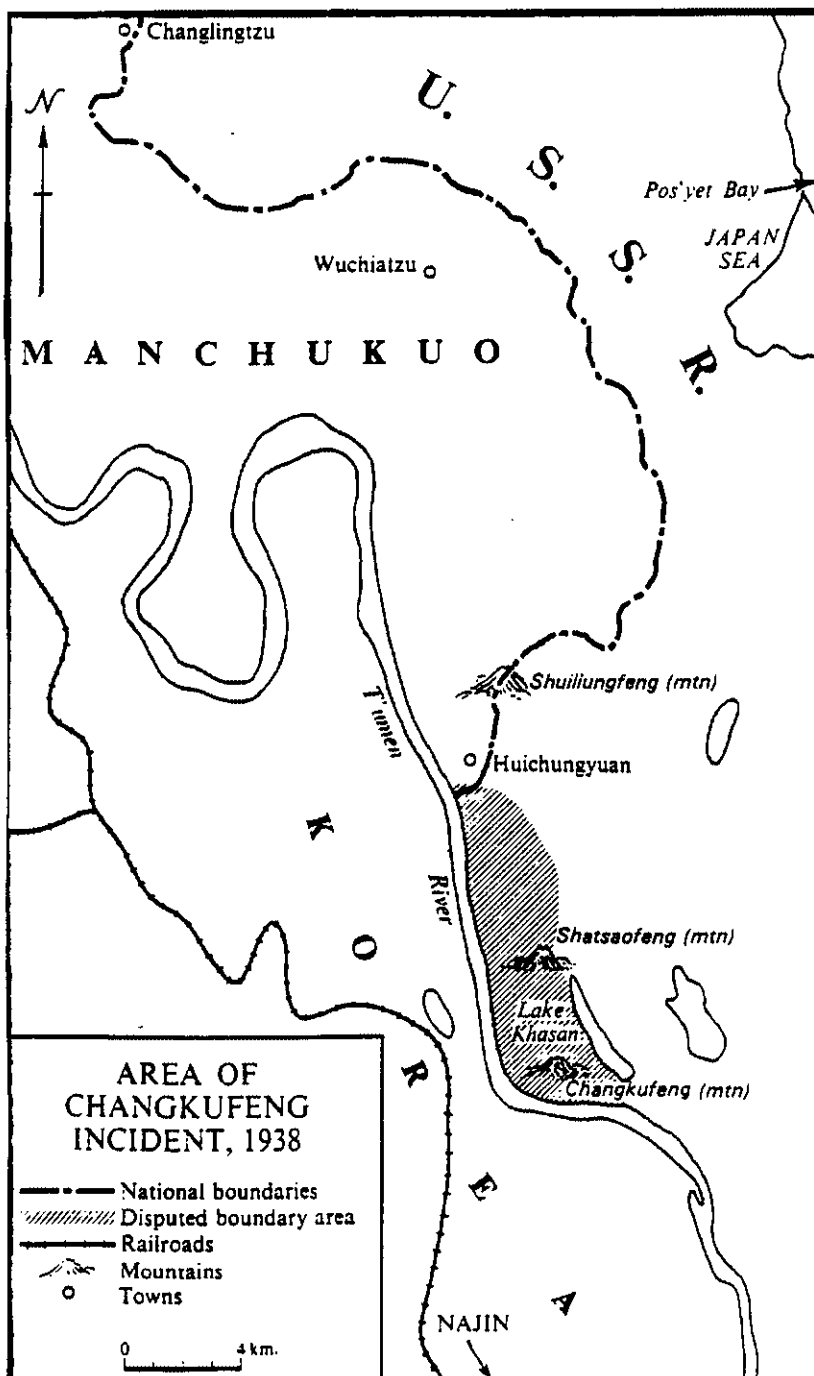 Changlingtzu
N
U. S. S. R.
Pos'yet Bay
JAPAN
SEA
Wuchiatzu
MANCHUKUO
Shuiliungfeng (mtn)
T'umen
River
Huichungyuan
KOREA
Shatsaofeng (mtn)
Lake
Khasan
Changkufeng (mtn)
AREA OF
CHANGKUFENG
INCIDENT, 1938
National boundaries
Disputed boundary area
Railroads
Mountains
Towns
0 4 km.
NAJIN